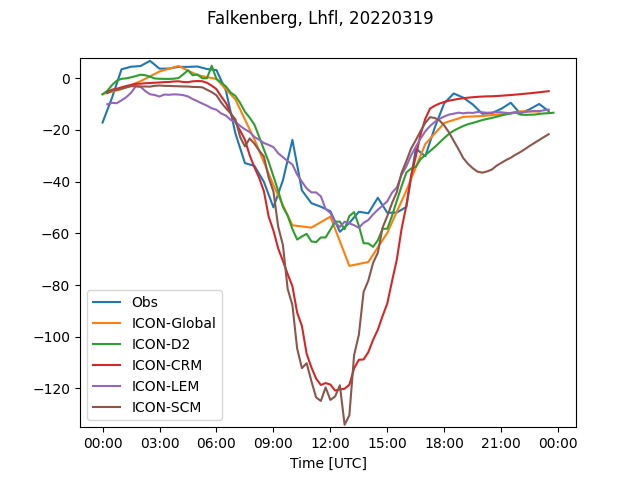 Falkenberg, Lhfl, 20220319
0
−20
−40
−60
−80
−100
−120
Obs
ICON-Global
ICON-D2
ICON-CRM
ICON-LEM
ICON-SCM
00:00 03:00 06:00 09:00 12:00 15:00 18:00 21:00 00:00
Time [UTC]